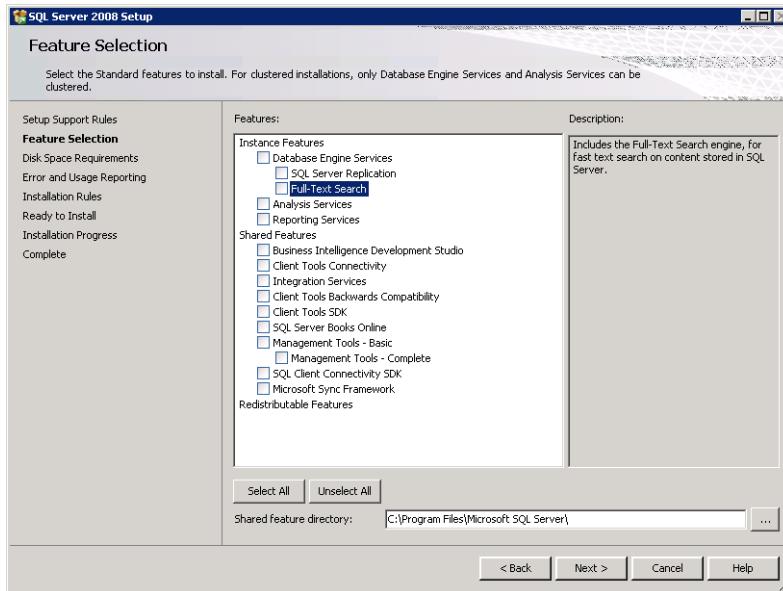 SQL Server 2008 Setup
Feature Selection
Select the Standard features to install. For clustered installations, only Database Engine Services and Analysis Services can be
clustered.
Setup Support Rules
Feature Selection
Disk Space Requirements
Error and Usage Reporting
Installation Rules
Ready to Install
Installation Progress
Complete
Features:
Instance Features
Database Engine Services
SQL Server Replication
Full-Text Search
Analysis Services
Reporting Services
Shared Features
Business Intelligence Development Studio
Client Tools Connectivity
Integration Services
Client Tools Backwards Compatibility
Client Tools SDK
SQL Server Books Online
Management Tools - Basic
Management Tools - Complete
SQL Client Connectivity SDK
Microsoft Sync Framework
Redistributable Features
Description:
Includes the Full-Text Search engine, for
fast text search on content stored in SQL
Server.
Select All
Unselect All
Shared feature directory:
C:\Program Files\Microsoft SQL Server\
...
< Back
Next >
Cancel
Help